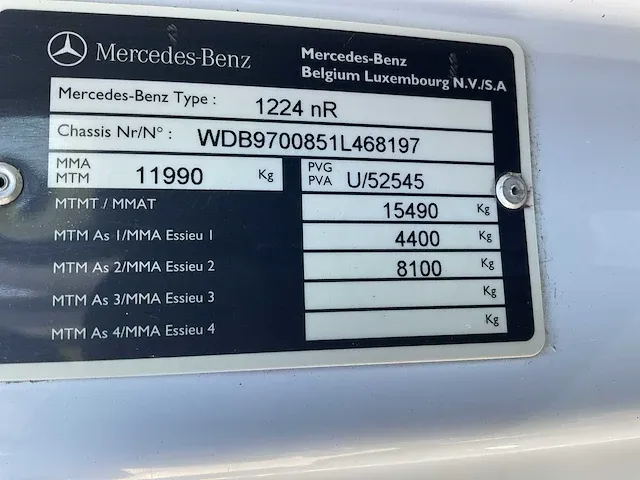 Mercedes-Benz
Mercedes-Benz
Belgium Luxembourg N.V./S.A
Mercedes-Benz Type : 1224 nR
Chassis Nr/N° : WDB9700851L468197
MMA
MTM 11990 Kg
PVG
PVA U/52545
MTMT / MMAT 15490 Kg
MTM As 1/MMA Essieu 1 4400 Kg
MTM As 2/MMA Essieu 2 8100 Kg
MTM As 3/MMA Essieu 3 Kg
MTM As 4/MMA Essieu 4 Kg